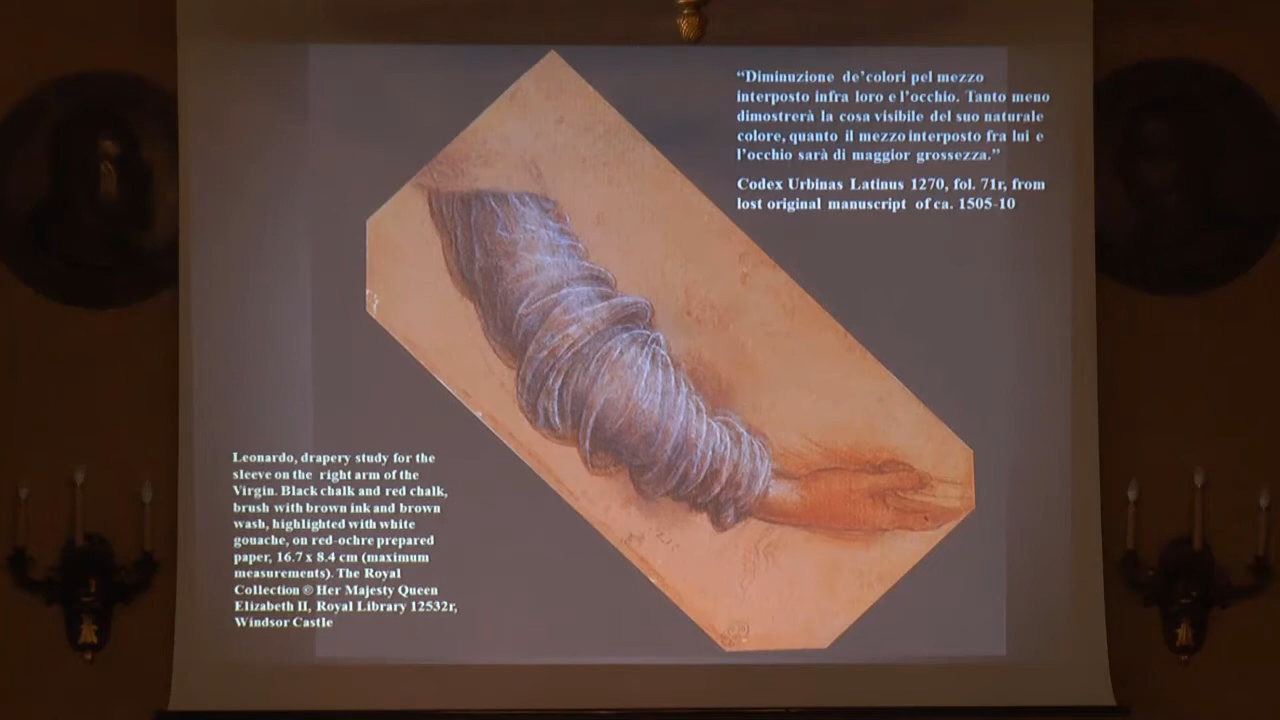 “Diminuzione de’colori pel mezzo
interposto infra loro e l’occhio. Tanto meno
dimostrerà la cosa visibile del suo naturale
colore, quanto il mezzo interposto fra lui e
l’occhio sarà di maggior grossezza.”
Codex Urbinas Latinus 1270, fol. 71r, from
lost original manuscript of ca. 1505-10
Leonardo, drapery study for the
sleeve on the right arm of the
Virgin. Black chalk and red chalk,
brush with brown ink and brown
wash, highlighted with white
gouache, on red-ochre prepared
paper, 16.7 x 8.4 cm (maximum
measurements). The Royal
Collection © Her Majesty Queen
Elizabeth II, Royal Library 12532r,
Windsor Castle